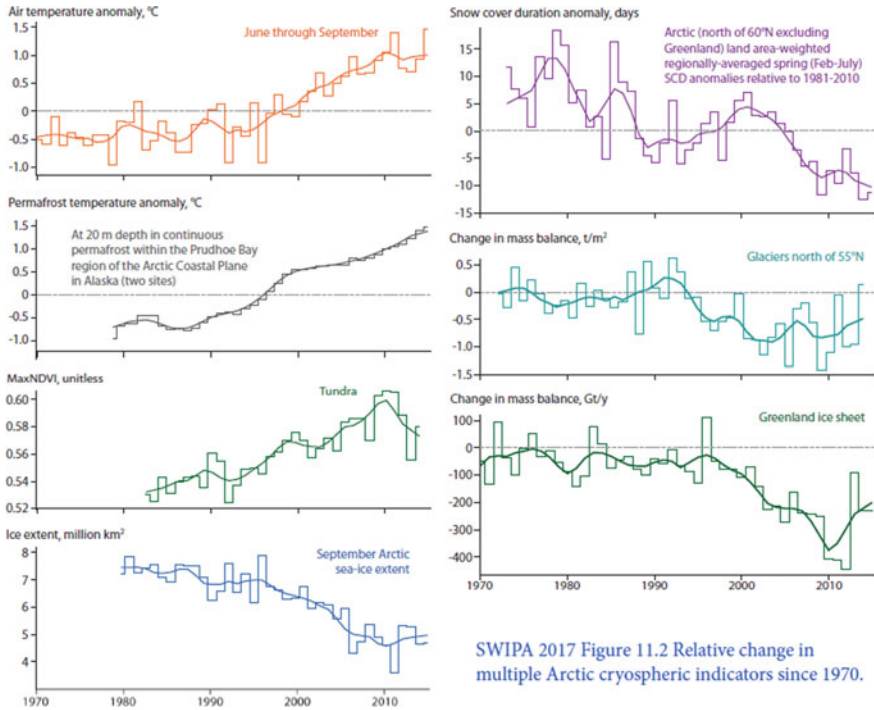 Air temperature anomaly, °C
June through September
1.5
1.0
0.5
0
-0.5
-1.0
Permafrost temperature anomaly, °C
At 20 m depth in continuous
permafrost within the Prudhoe Bay
region of the Arctic Coastal Plane
in Alaska (two sites)
1.5
1.0
0.5
0
-0.5
-1.0
MaxNDVI, unitless
Tundra
0.60
0.58
0.56
0.54
0.52
Ice extent, million km²
September Arctic
sea-ice extent
8
7
6
5
4
1970
1980
1990
2000
2010
Snow cover duration anomaly, days
Arctic (north of 60°N excluding
Greenland) land area-weighted
regionally-averaged spring (Feb-July)
SCD anomalies relative to 1981-2010
15
10
5
0
-5
-10
-15
Change in mass balance, t/m²
Glaciers north of 55°N
0.5
0
-0.5
-1.0
-1.5
Change in mass balance, Gt/y
Greenland ice sheet
100
0
-100
-200
-300
-400
1970
1980
1990
2000
2010
SWIPA 2017 Figure 11.2 Relative change in
multiple Arctic cryospheric indicators since 1970.